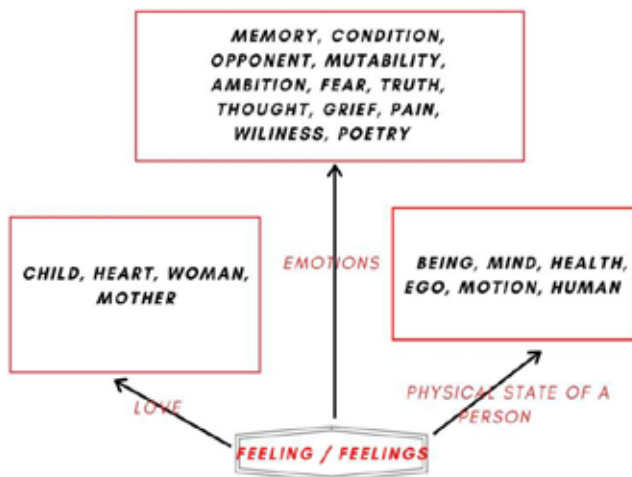 MEMORY, CONDITION,
OPPONENT, MUTABILITY,
AMBITION, FEAR, TRUTH,
THOUGHT, GRIEF, PAIN,
WILINESS, POETRY
CHILD, HEART, WOMAN,
MOTHER
EMOTIONS
BEING, MIND, HEALTH,
EGO, MOTION, HUMAN
LOVE
PHYSICAL STATE OF A
PERSON
FEELING / FEELINGS